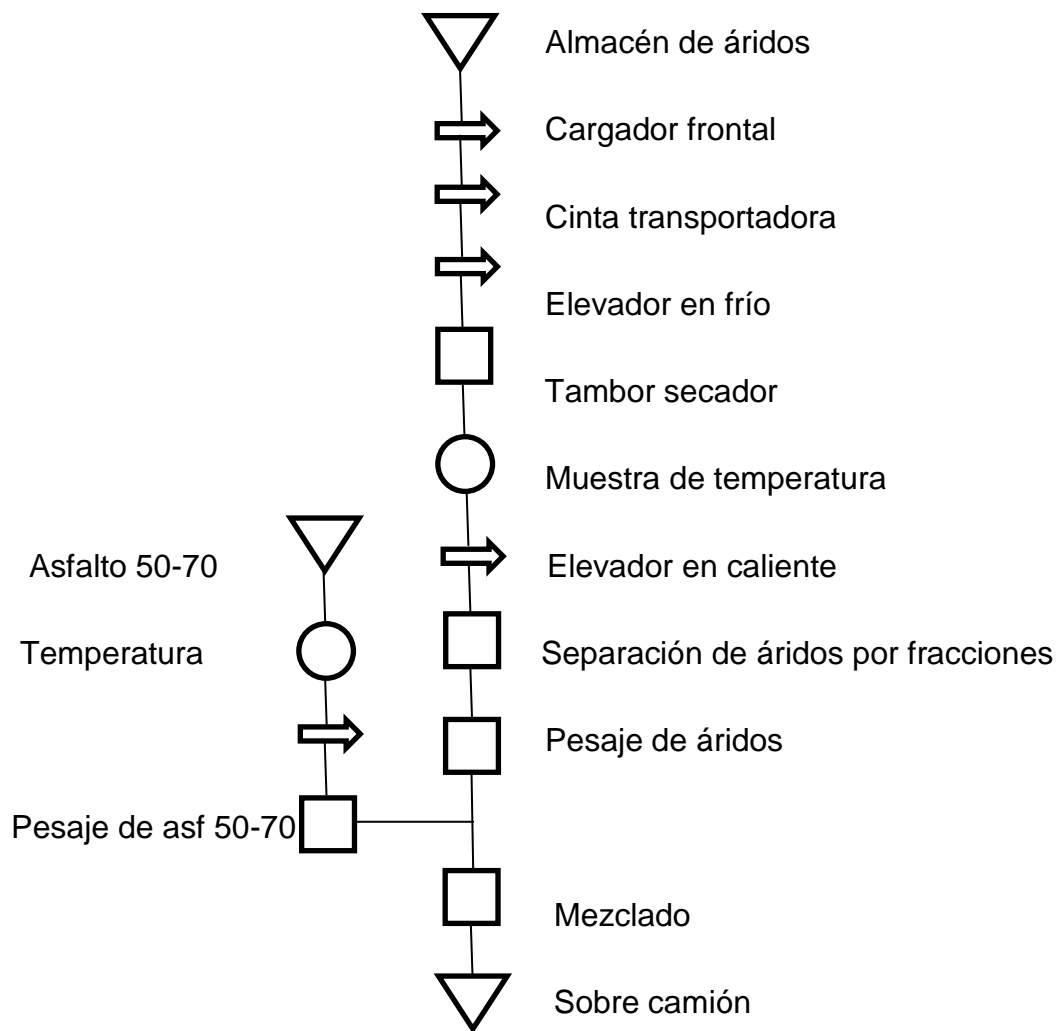 Almacén de áridos
Cargador frontal
Cinta transportadora
Elevador en frío
Tambor secador
Muestra de temperatura
Asfalto 50-70
Elevador en caliente
Temperatura
Separación de áridos por fracciones
Pesaje de áridos
Pesaje de asf 50-70
Mezclado
Sobre camión